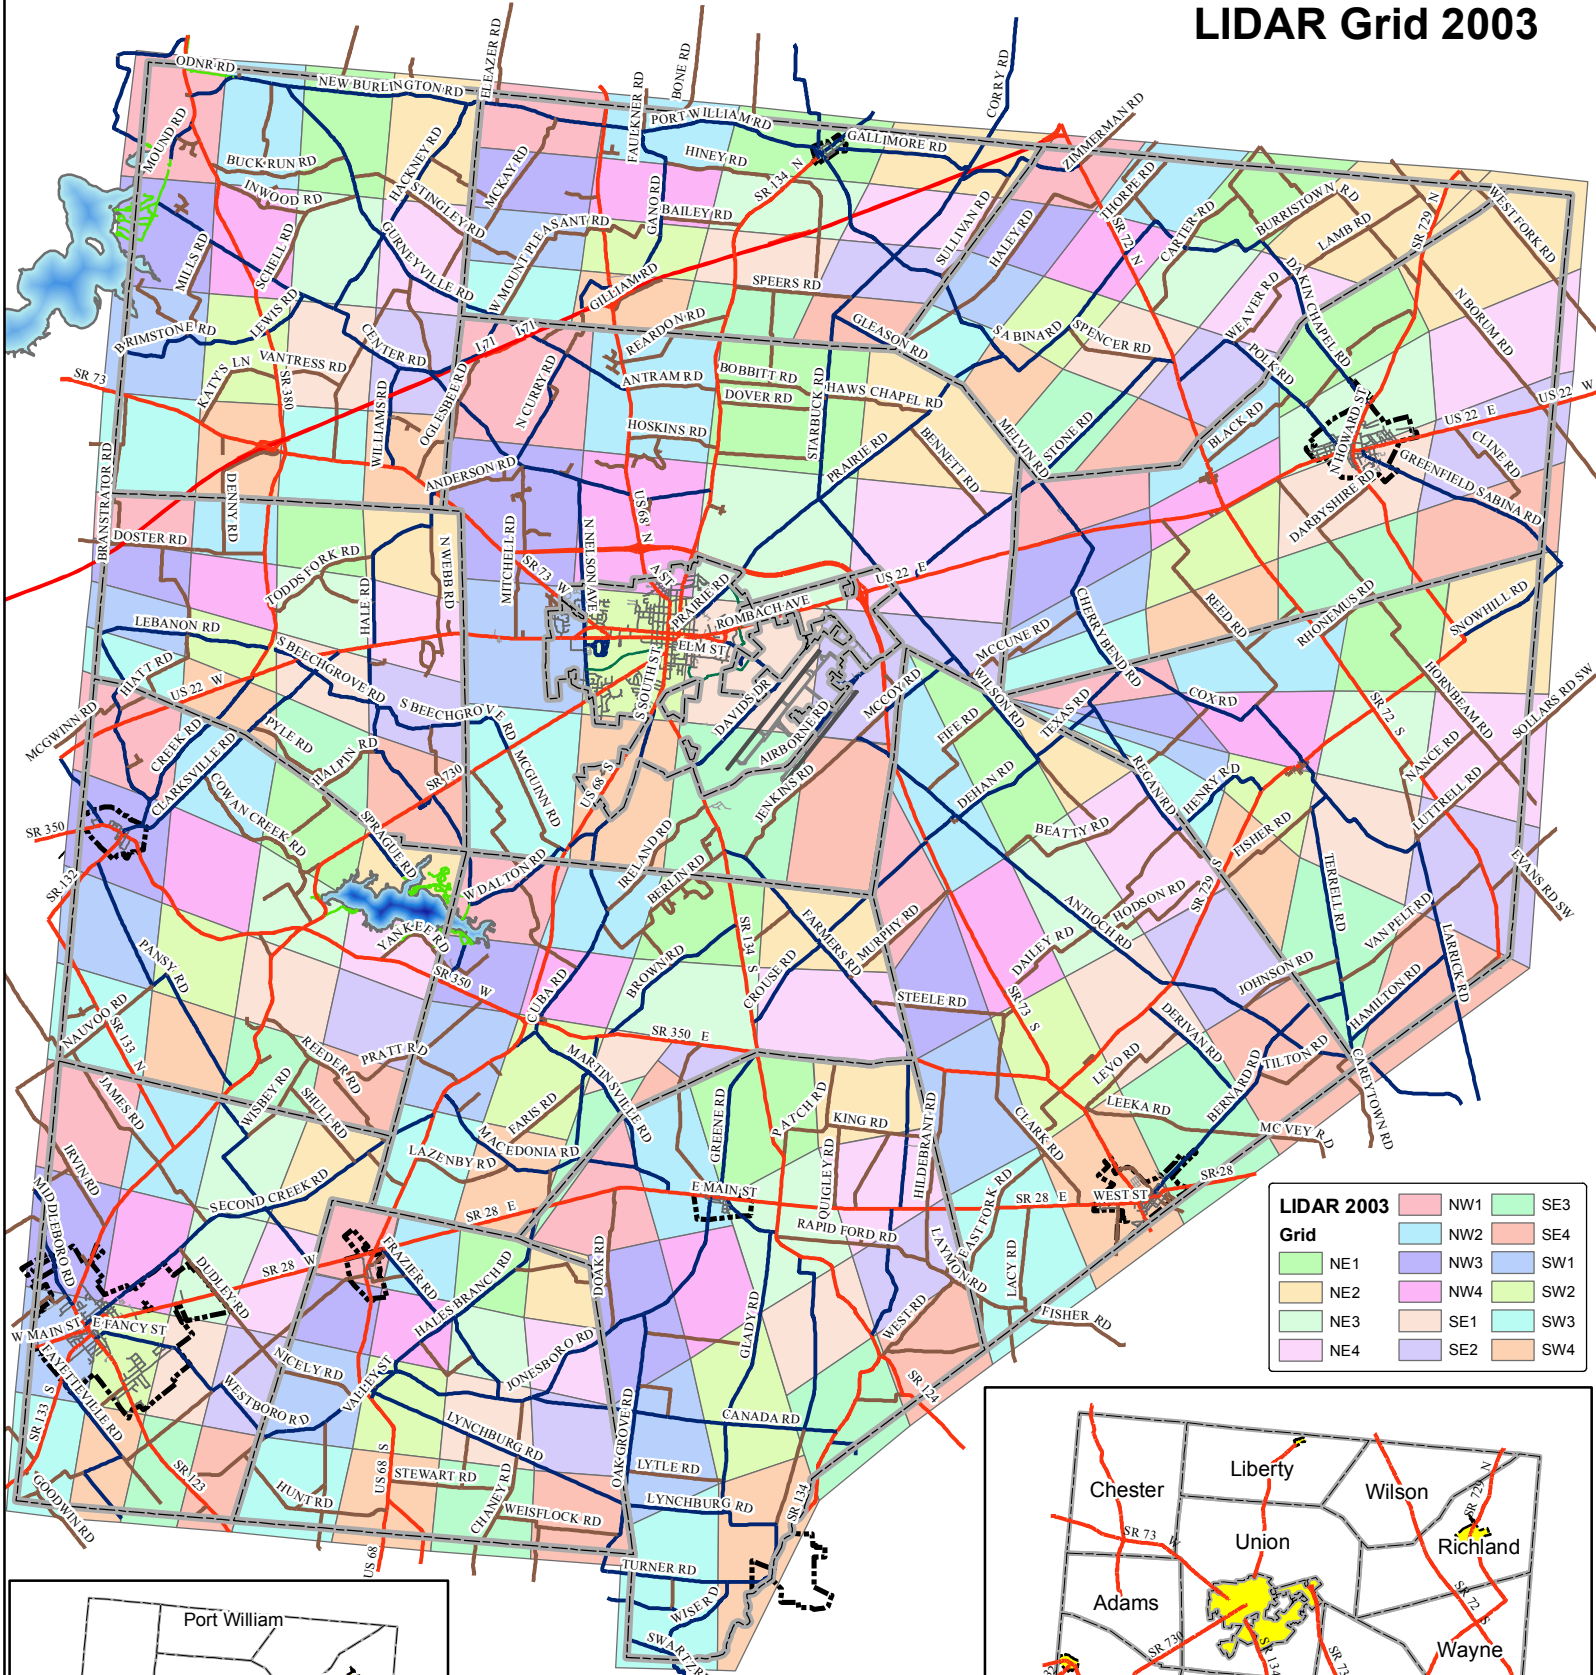 LIDAR Grid 2003
ODNR RD
NEW BURLINGTON RD
ELEAZER RD
FAULKNER RD
BONE RD
CORRY RD
PORT WILLIAM RD
GALLIMORE RD
ZIMMERMAN RD
MOUND RD
BUCK RUN RD
HACKNEY RD
MCKAY RD
HINEY RD
SR 134 N
INWOOD RD
STINGLEY RD
W MOUNT PLEASANT RD
GANO RD
BAILEY RD
SULLIVAN RD
HALEY RD
THORPE RD
SR 72 N
CARTER RD
BURRISTOWN RD
LAMB RD
SR 729 N
WEST FORK RD
MILLS RD
SCHELL RD
GURNEYVILLE RD
GILLIAM RD
SPEERS RD
WEAVER RD
DAKIN CHAPEL RD
N BORUM RD
BRIMSTONE RD
LEWIS RD
CENTER RD
I 71
I 71
REARDON RD
GLEASON RD
SABINA RD
SPENCER RD
POLK RD
KATY'S LN
VANTRESS RD
SR 73
SR 380
WILLIAMS RD
OGLESBEE RD
N CURRY RD
ANTRAM RD
BOBBITT RD
DOVER RD
STARBUCK RD
HAWS CHAPEL RD
US 22 W
US 22 E
N HOWARD ST
HOSKINS RD
PRAIRIE RD
BENNETT RD
MELVIN RD
STONE RD
BLACK RD
CLINE RD
GREENFIELD SABINA RD
BRANSTRATOR RD
DENNY RD
ANDERSON RD
US 68 N
DARBYSHIRE RD
DOSTER RD
TODDS FORK RD
HALE RD
N WEBB RD
MITCHELL RD
SR 73 W
N NELSON AVE
A ST
PRAIRIE RD
US 22 E
ROMBACH AVE
ELM ST
CHERRY BEND RD
REED RD
RHONEMUS RD
SNOWHILL RD
LEBANON RD
HIATT RD
US 22 W
S BEECHGROVE RD
S BEECHGROVE RD
S SOUTH ST
DAVIDS DR
AIRBORNE RD
MCCOY RD
MCCUNE RD
WILSON RD
FIFE RD
TEXAS RD
COX RD
SR 72 S
HORNBEAM RD
SOLLARS RD SW
MCGWINN RD
CREEK RD
CLARKSVILLE RD
PYLE RD
HALPIN RD
SR 730
MCGUINN RD
US 68 S
JENKINS RD
DEHAN RD
REGAN RD
HENRY RD
NANCE RD
LUTTRELL RD
COWAN CREEK RD
SPRAGUE RD
SR 350
SR 132
W DALTON RD
IRELAND RD
BERLIN RD
BEATTY RD
FISHER RD
SR 729 S
TERRELL RD
EVANS RD SW
VAN PELT RD
LARRICK RD
YANKEE RD
SR 350 W
PANSY RD
CUBA RD
BROWN RD
SR 134 S
FARMERS RD
MURPHY RD
CROUSE RD
ANTIOCH RD
HODSON RD
DAILEY RD
STEELE RD
JOHNSON RD
HAMILTON RD
SR 73 S
NAUVOO RD
SR 133 N
REEDER RD
PRATT RD
SR 350 E
MARTINSVILLE RD
DERIVAN RD
LEVO RD
TILTON RD
CAREYTOWN RD
JAMES RD
WISBEY RD
SHULL RD
FARIS RD
GREENE RD
PATCH RD
KING RD
HILDEBRANT RD
CLARK RD
LEEKA RD
BERNARD RD
MC VEY RD
LAZENBY RD
MACEDONIA RD
IRVIN RD
MIDDLEBORO RD
SECOND CREEK RD
SR 28 E
E MAIN ST
QUIGLEY RD
RAPID FORD RD
LAYMON RD
EAST FORK RD
SR 28 E
WEST ST
SR 28
LACY RD
FISHER RD
DUDLEY RD
SR 28 W
FRAZIER RD
HALES BRANCH RD
DOAK RD
GLADY RD
WEST RD
W MAIN ST
E FANCY ST
FAYETTEVILLE RD
NICELY RD
WESTBORO RD
VALLEY ST
JONESBORO RD
SR 124
SR 133 S
SR 123
LYNCHBURG RD
OAK GROVE RD
CANADA RD
LYTLE RD
LYNCHBURG RD
US 68 S
STEWART RD
CHANEY RD
WEISFLOCK RD
HUNT RD
GOODWIN RD
US 68
SR 134
TURNER RD
WISE RD
LIDAR 2003
Grid
NE1
NE2
NE3
NE4
NW1
NW2
NW3
NW4
SE1
SE2
SE3
SE4
SW1
SW2
SW3
SW4
Port William
Chester
Liberty
Wilson
SR 729 N
SR 73 W
Union
Richland
Adams
SR 72 S
SR 730
SR 134
SR 73
Wayne